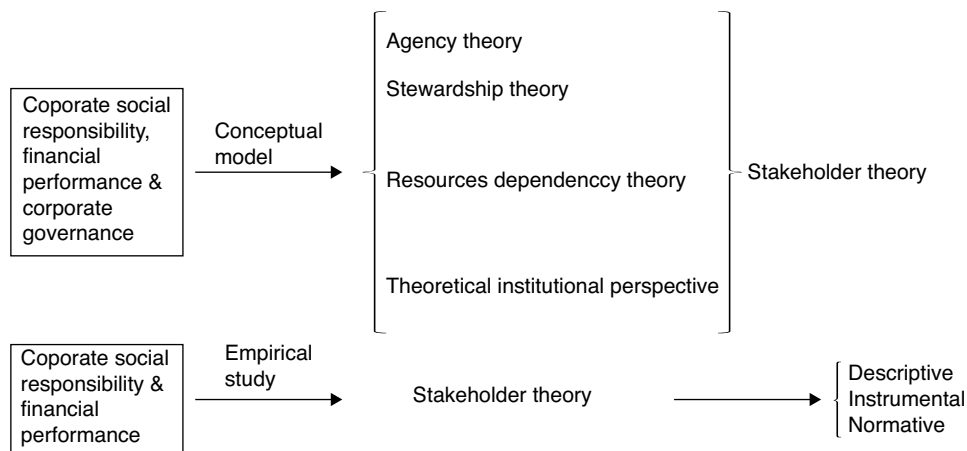 Agency theory
Stewardship theory
Coporate social
responsibility,
financial
performance &
corporate
governance
Conceptual
model
Resources dependenccy theory
Stakeholder theory
Theoretical institutional perspective
Coporate social
responsibility &
financial
performance
Empirical
study
Stakeholder theory
Descriptive
Instrumental
Normative